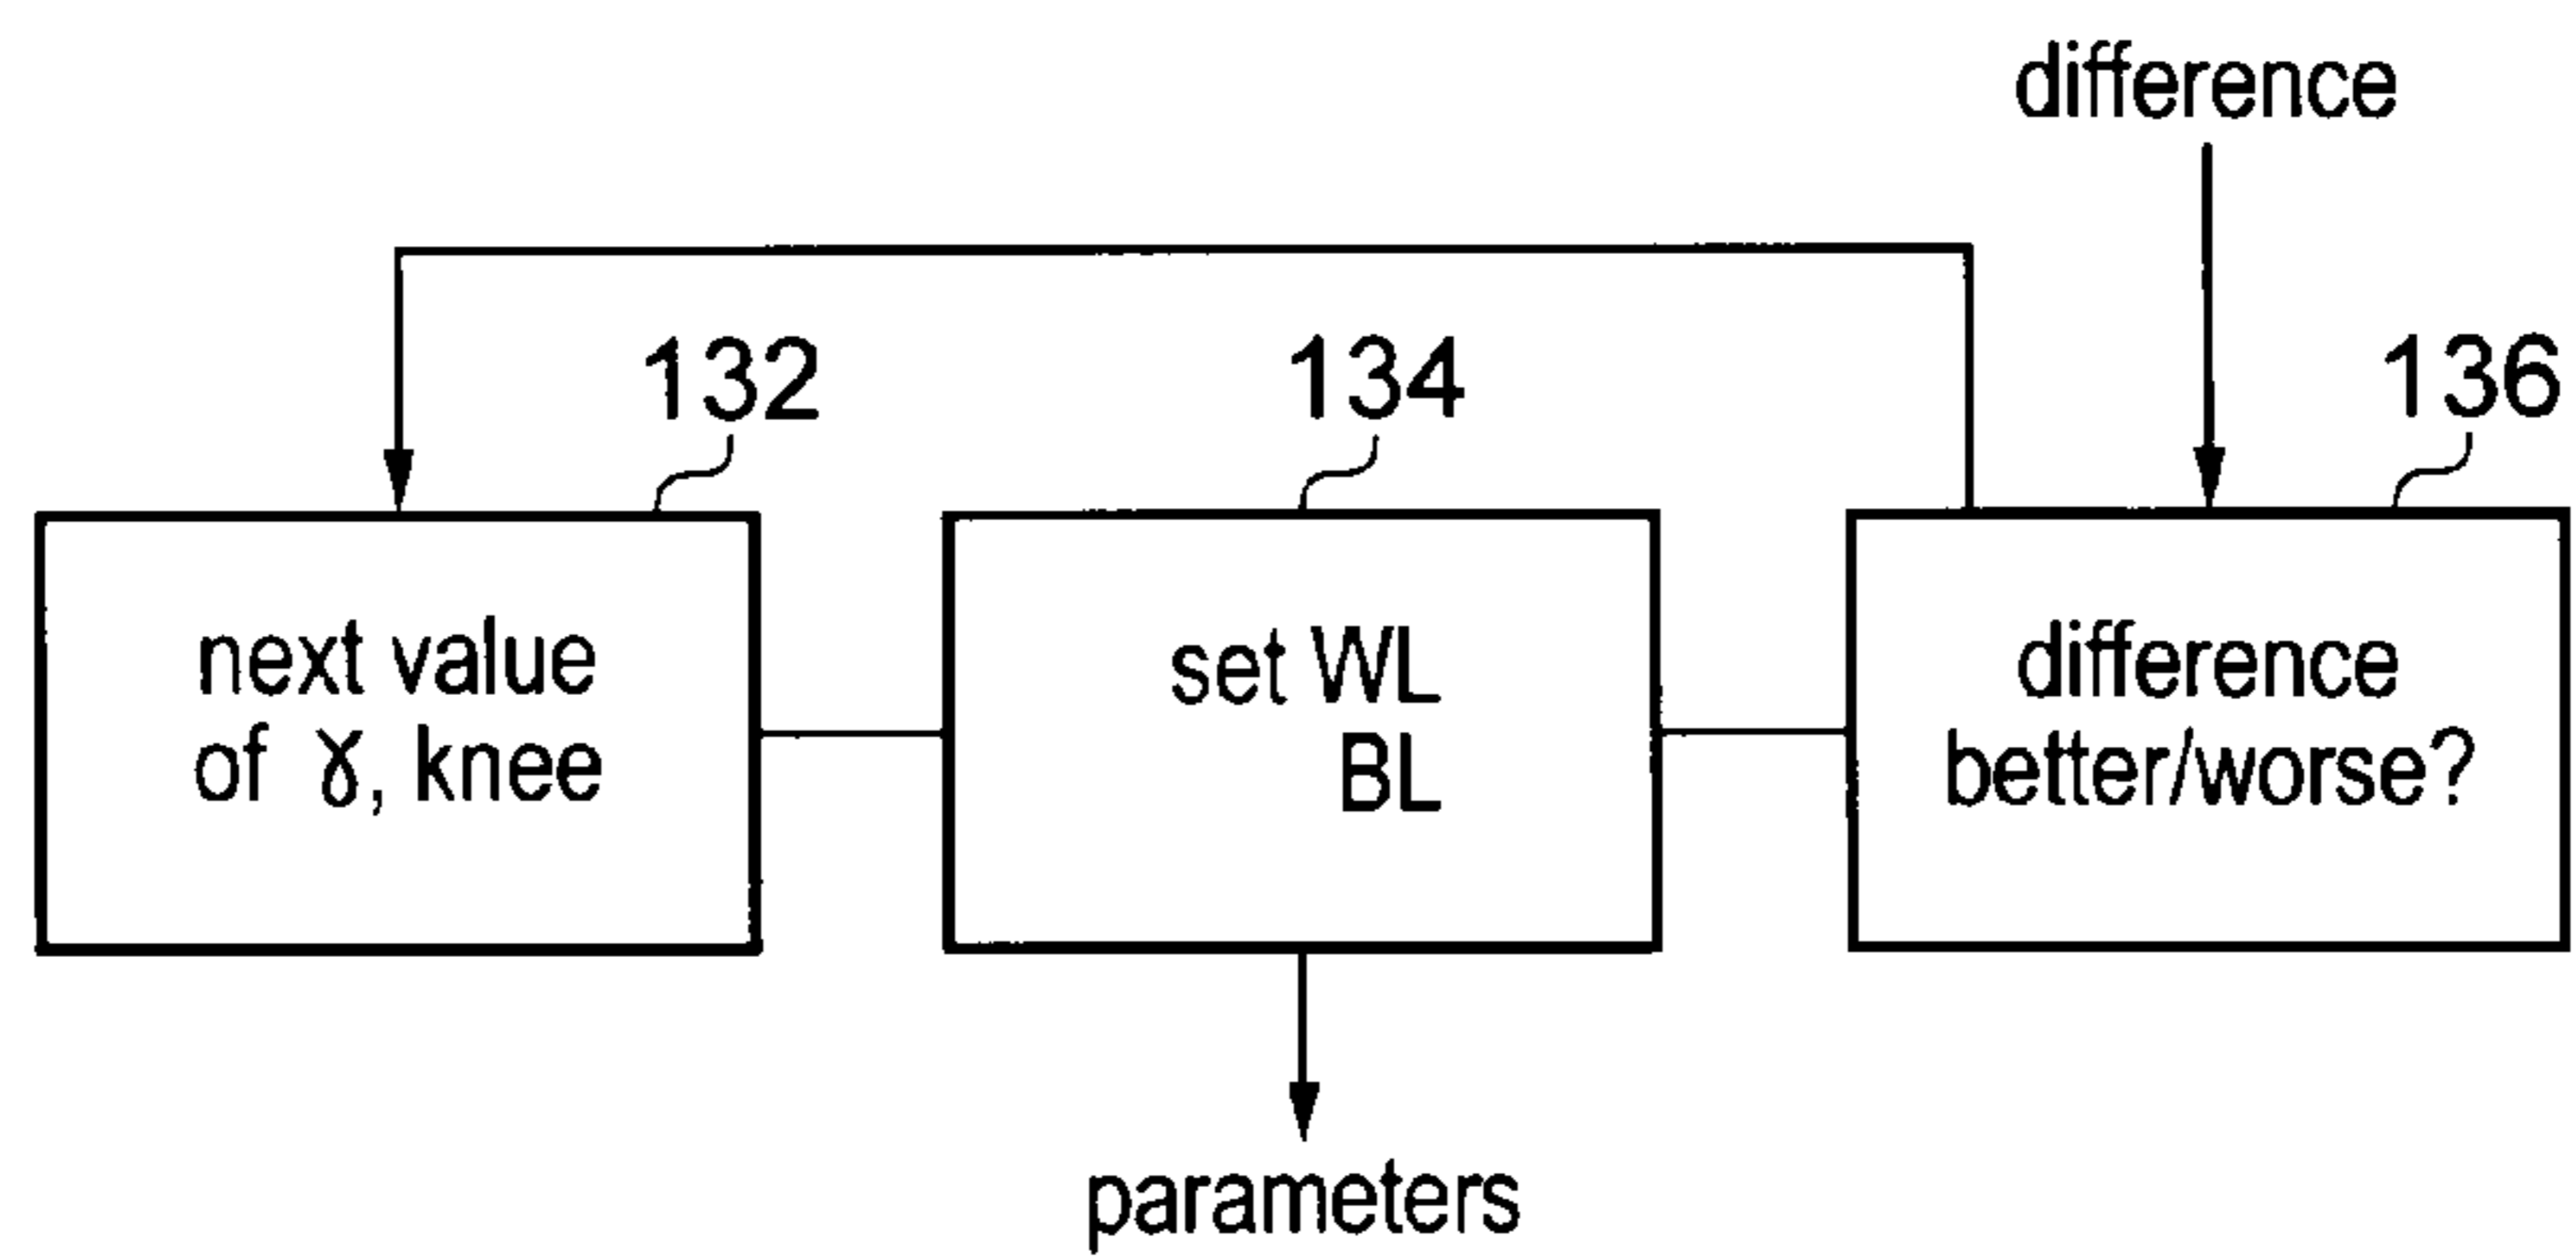 difference
132
134
136
next value
of ɣ, knee
set WL
BL
difference
better/worse?
parameters